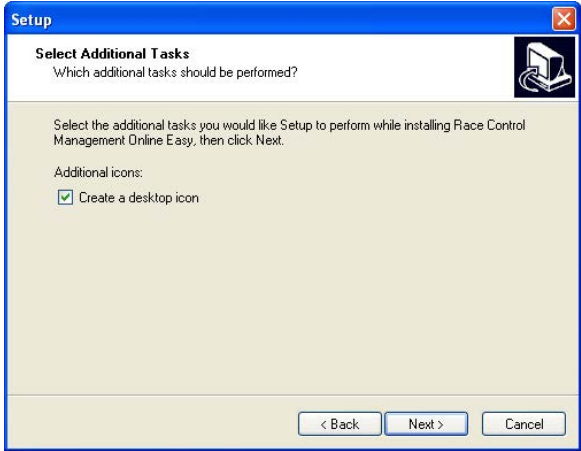 Setup
Select Additional Tasks
Which additional tasks should be performed?
Select the additional tasks you would like Setup to perform while installing Race Control
Management Online Easy, then click Next.
Additional icons:
Create a desktop icon
< Back
Next >
Cancel